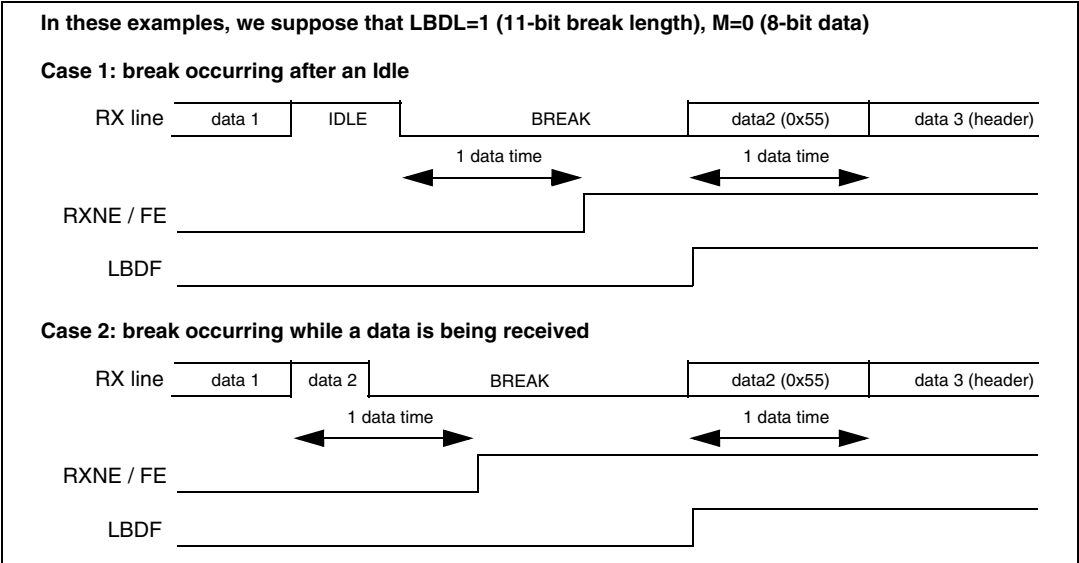 In these examples, we suppose that LBDL=1 (11-bit break length), M=0 (8-bit data)
Case 1: break occurring after an Idle
RX line data 1 IDLE BREAK data2 (0x55) data 3 (header)
1 data time 1 data time
RXNE / FE
LBDF
Case 2: break occurring while a data is being received
RX line data 1 data 2 BREAK data2 (0x55) data 3 (header)
1 data time 1 data time
RXNE / FE
LBDF